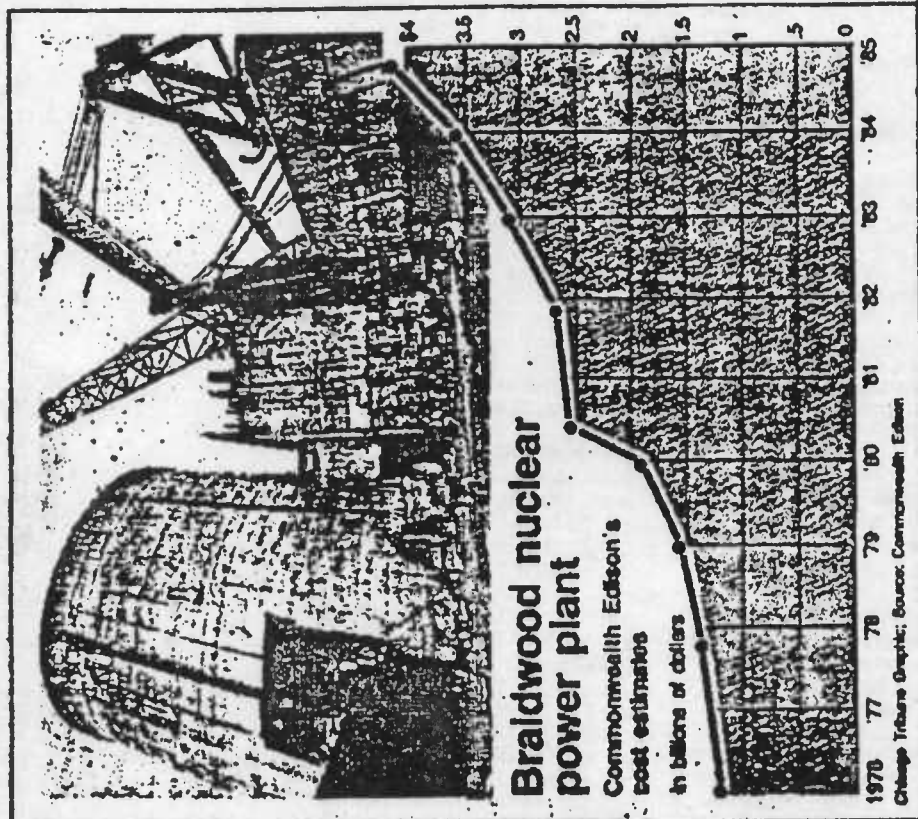 Braidwood nuclear
power plant
Commonwealth Edison's
cost estimates
In billions of dollars
$4
3.5
3
2.5
2
1.5
1
.5
0
1976 '77 '78 '79 '80 '81 '82 '83 '84 '85
Chicago Tribune Graphic; Source: Commonwealth Edison